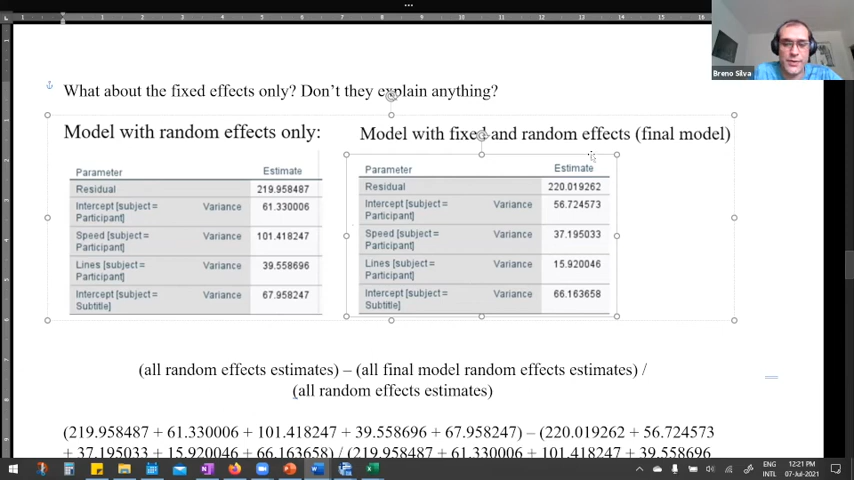 Breno Silva
What about the fixed effects only? Don't they explain anything?
Model with random effects only:
Model with fixed and random effects (final model)
Parameter Estimate
Residual 219.958487
Intercept [subject = Participant] Variance 61.330006
Speed [subject = Participant] Variance 101.418247
Lines [subject = Participant] Variance 39.558696
Intercept [subject = Subtitle] Variance 67.958247
Parameter Estimate
Residual 220.019262
Intercept [subject = Participant] Variance 56.724573
Speed [subject = Participant] Variance 37.195033
Lines [subject = Participant] Variance 15.920046
Intercept [subject = Subtitle] Variance 66.163658
(all random effects estimates) – (all final model random effects estimates) /
(all random effects estimates)
(219.958487 + 61.330006 + 101.418247 + 39.558696 + 67.958247) – (220.019262 + 56.724573
+ 37.195033 + 15.920046 + 66.163658) / (219.958487 + 61.330006 + 101.418247 + 39.558696
ENG
INTL
12:21 PM
07-Jul-2021